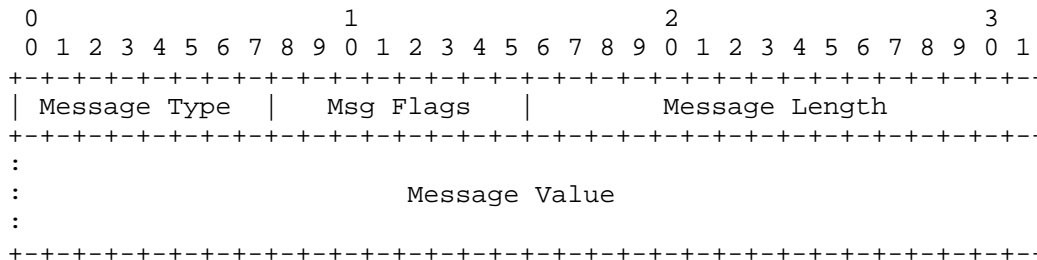 0                   1                   2                   3
0 1 2 3 4 5 6 7 8 9 0 1 2 3 4 5 6 7 8 9 0 1 2 3 4 5 6 7 8 9 0 1
+-+-+-+-+-+-+-+-+-+-+-+-+-+-+-+-+-+-+-+-+-+-+-+-+-+-+-+-+-+-+-+-
| Message Type  |   Msg Flags   |        Message Length
+-+-+-+-+-+-+-+-+-+-+-+-+-+-+-+-+-+-+-+-+-+-+-+-+-+-+-+-+-+-+-+-
:
:                        Message Value
:
+-+-+-+-+-+-+-+-+-+-+-+-+-+-+-+-+-+-+-+-+-+-+-+-+-+-+-+-+-+-+-+-